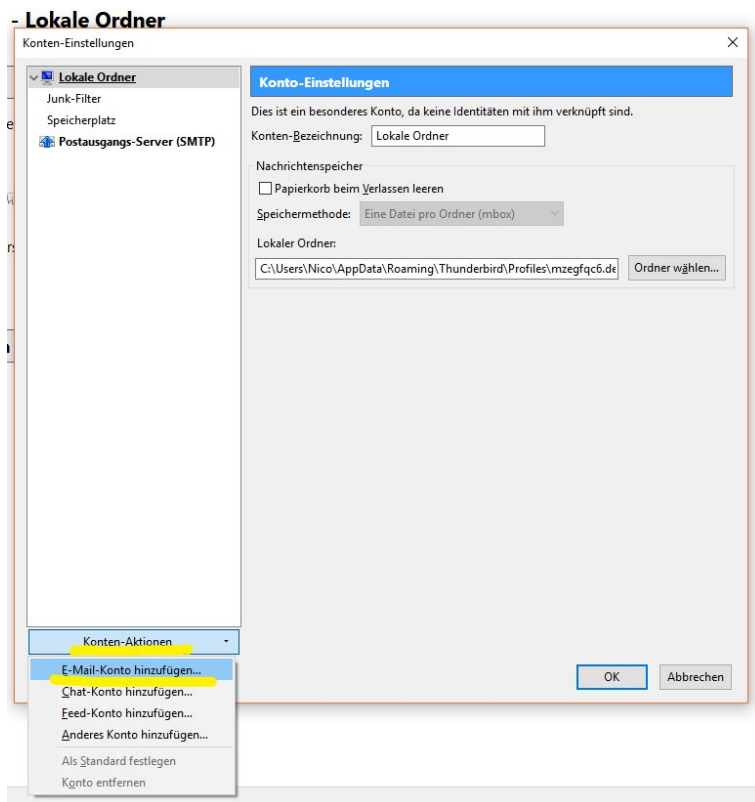 - Lokale Ordner
Konten-Einstellungen
Lokale Ordner
Junk-Filter
Speicherplatz
Postausgangs-Server (SMTP)
Konto-Einstellungen
Dies ist ein besonderes Konto, da keine Identitäten mit ihm verknüpft sind.
Konten-Bezeichnung: Lokale Ordner
Nachrichtenspeicher
Papierkorb beim Verlassen leeren
Speichermethode: Eine Datei pro Ordner (mbox)
Lokaler Ordner:
C:\Users\Nico\AppData\Roaming\Thunderbird\Profiles\mzegfqc6.de Ordner wählen...
Konten-Aktionen
E-Mail-Konto hinzufügen...
Chat-Konto hinzufügen...
Feed-Konto hinzufügen...
Anderes Konto hinzufügen...
Als Standard festlegen
Konto entfernen
OK Abbrechen